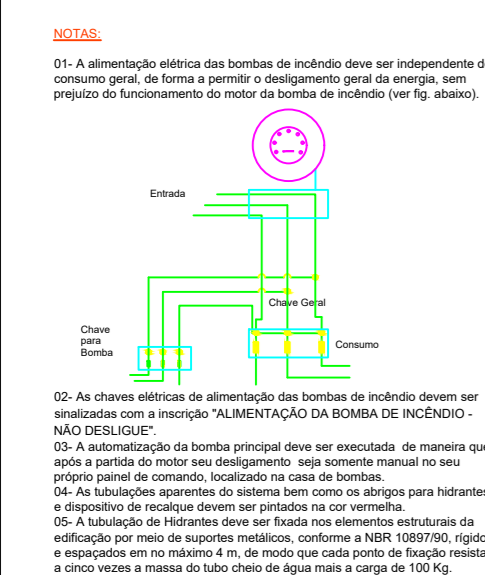 NOTAS:
01- A alimentação elétrica das bombas de incêndio deve ser independente d
consumo geral, de forma a permitir o desligamento geral da energia, sem
prejuízo do funcionamento do motor da bomba de incêndio (ver fig. abaixo).
Entrada
Chave Geral
Chave
para
Bomba
Consumo
02- As chaves elétricas de alimentação das bombas de incêndio devem ser
sinalizadas com a inscrição "ALIMENTAÇÃO DA BOMBA DE INCÊNDIO -
NÃO DESLIGUE".
03- A automatização da bomba principal deve ser executada de maneira que
após a partida do motor seu desligamento seja somente manual no seu
próprio painel de comando, localizado na casa de bombas.
04- As tubulações aparentes do sistema bem como os abrigos para hidrantes
e dispositivo de recalque devem ser pintados na cor vermelha.
05- A tubulação de Hidrantes deve ser fixada nos elementos estruturais da
edificação por meio de suportes metálicos, conforme a NBR 10897/90, rígido
e espaçados em no máximo 4 m, de modo que cada ponto de fixação resista
a cinco vezes a massa do tubo cheio de água mais a carga de 100 Kg.